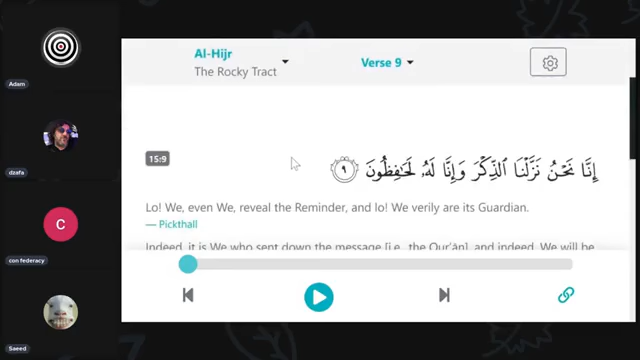 Al-Hijr
The Rocky Tract
Verse 9
15:9
إِنَّا نَحْنُ نَزَّلْنَا الذِّكْرَ وَإِنَّا لَهُ لَحَافِظُونَ ٩
Lo! We, even We, reveal the Reminder, and lo! We verily are its Guardian.
— Pickthall
Indeed, it is We who sent down the message [i.e., the Qur'ān], and indeed, We will be
Adam
dzafa
C
con federacy
Saeed